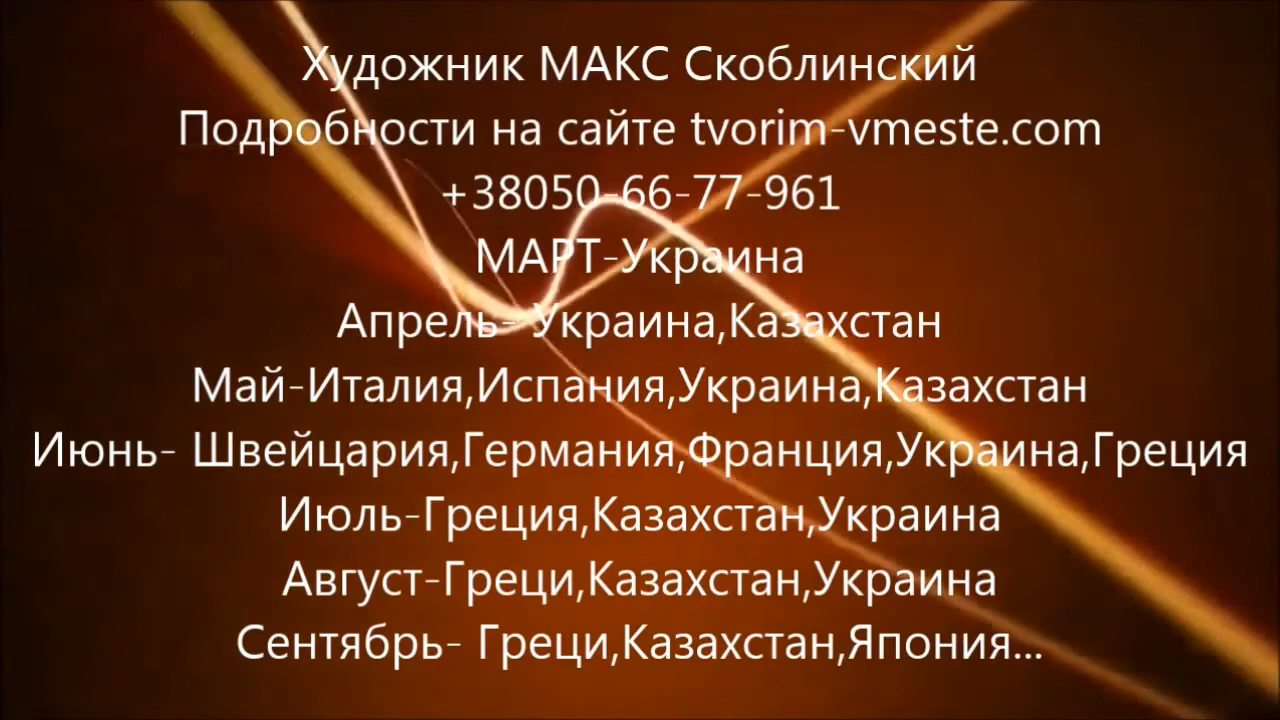 Художник МАКС Скоблинский
Подробности на сайте tvorim-vmeste.com
+38050-66-77-961
МАРТ-Украина
Апрель- Украина,Казахстан
Май-Италия,Испания,Украина,Казахстан
Июнь- Швейцария,Германия,Франция,Украина,Греция
Июль-Греция,Казахстан,Украина
Август-Греци,Казахстан,Украина
Сентябрь- Греци,Казахстан,Япония...